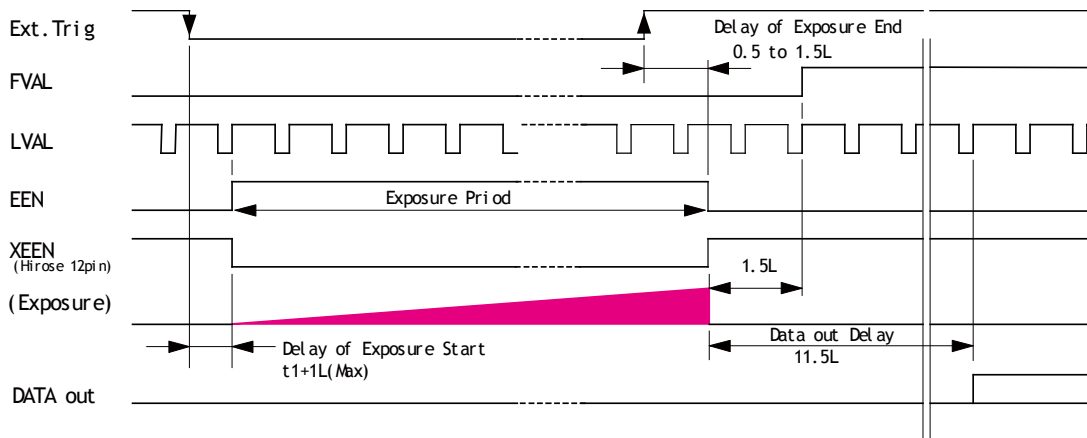 Ext.Trig
Delay of Exposure End
0.5 to 1.5L
FVAL
LVAL
EEN
Exposure Priod
XEEN
(Hirose 12pin)
1.5L
(Exposure)
Delay of Exposure Start
t1+1L(Max)
Data out Delay
11.5L
DATA out